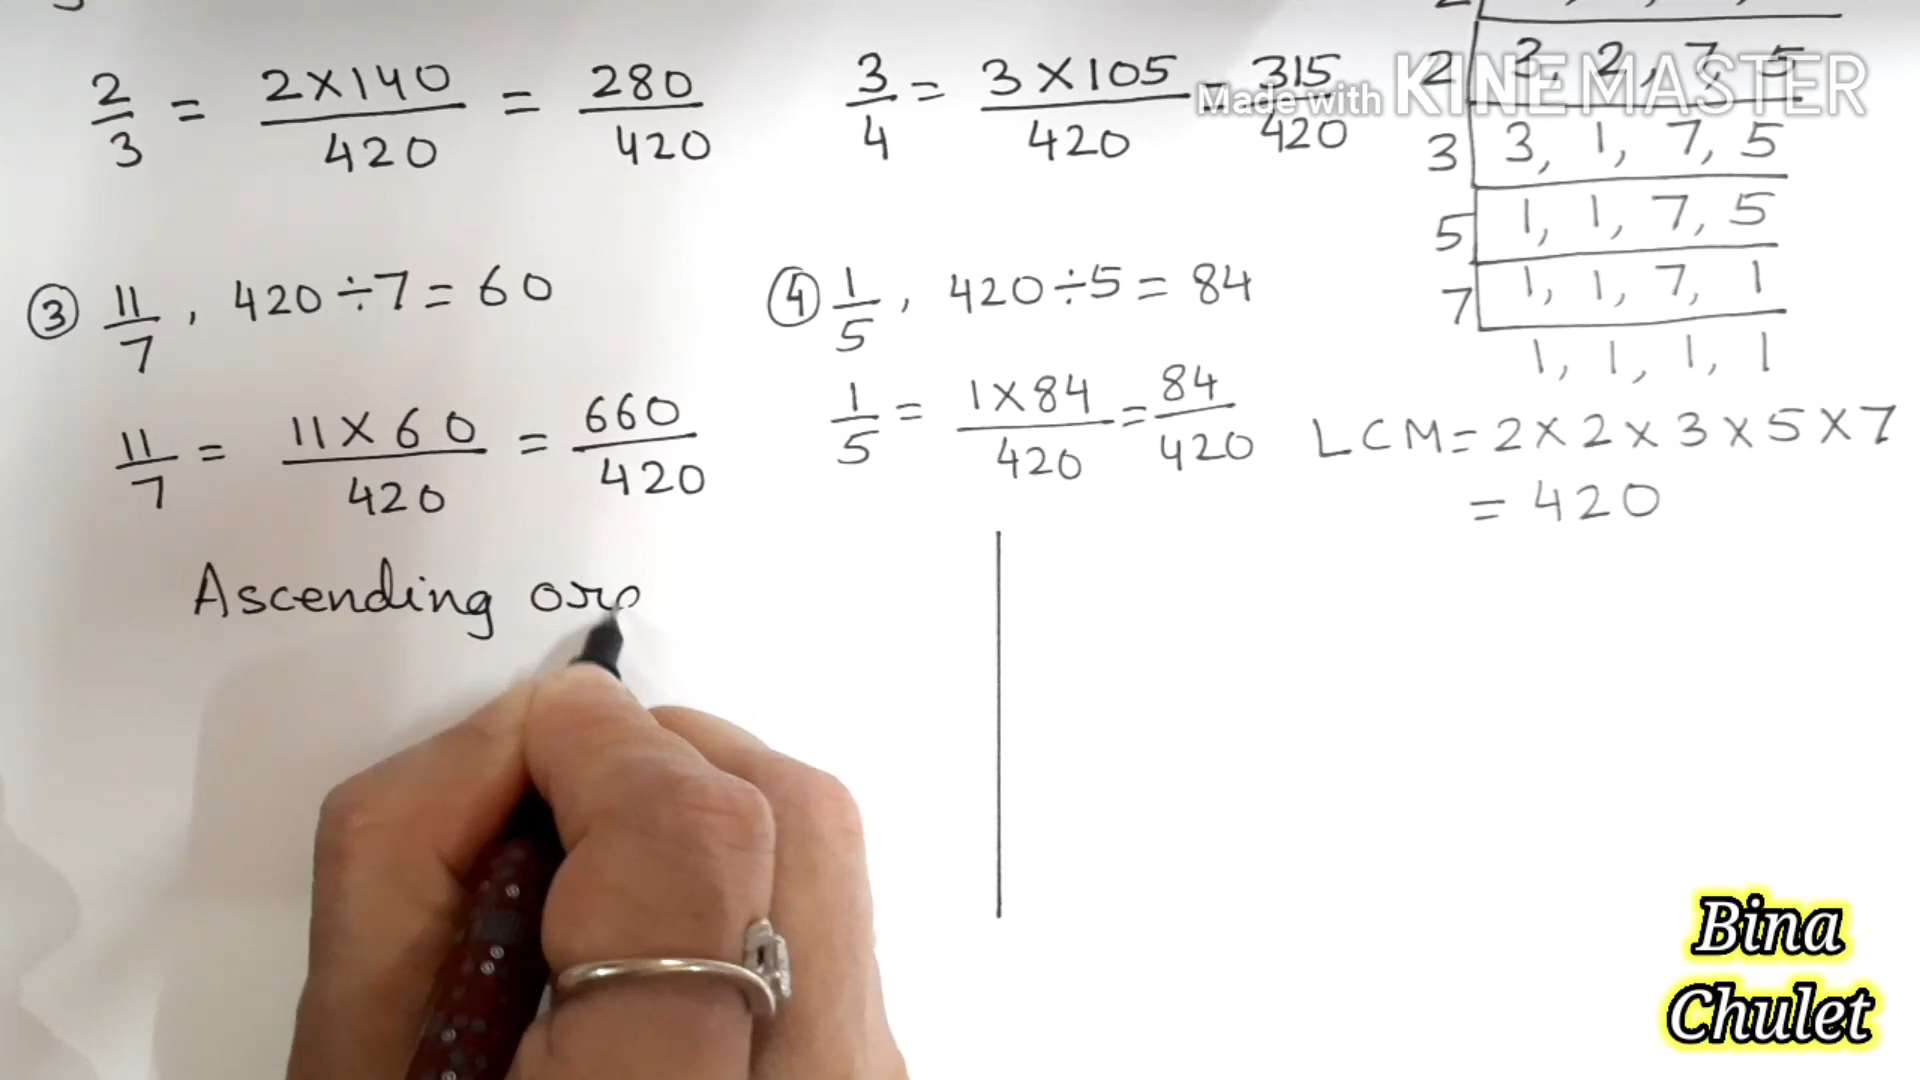 2/3 = 2×140/420 = 280/420
3/4 = 3×105/420 = 315/420
③ 11/7, 420÷7=60
11/7 = 11×60/420 = 660/420
④ 1/5, 420÷5=84
1/5 = 1×84/420 = 84/420
Ascending or
2 3, 2, 7, 5
3 3, 1, 7, 5
5 1, 1, 7, 5
7 1, 1, 7, 1
1, 1, 1, 1
LCM=2×2×3×5×7
=420
Made with KINEMASTER
Bina
Chulet